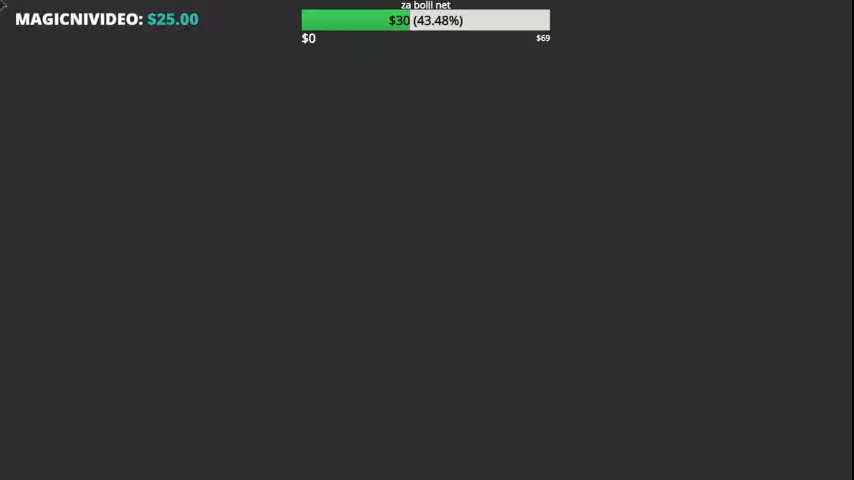 za bolji net
MAGICNIVIDEO: $25.00
$30 (43.48%)
$0 $69